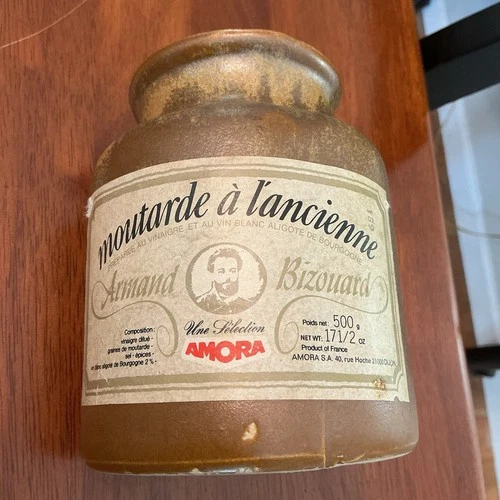 moutarde à l'ancienne
PRÉPARÉE AU VINAIGRE ET AU VIN BLANC ALIGOTÉ DE BOURGOGNE
Armand Bizouard
Composition:
vinaigre dilué -
graines de moutarde -
sel - épices -
vin blanc aligoté de Bourgogne 2% -
Une Sélection
AMORA
Poids net: 500 g
NET WT: 17 1/2 oz
Product of France
AMORA S.A. 40, rue Hoche 21000 DIJON